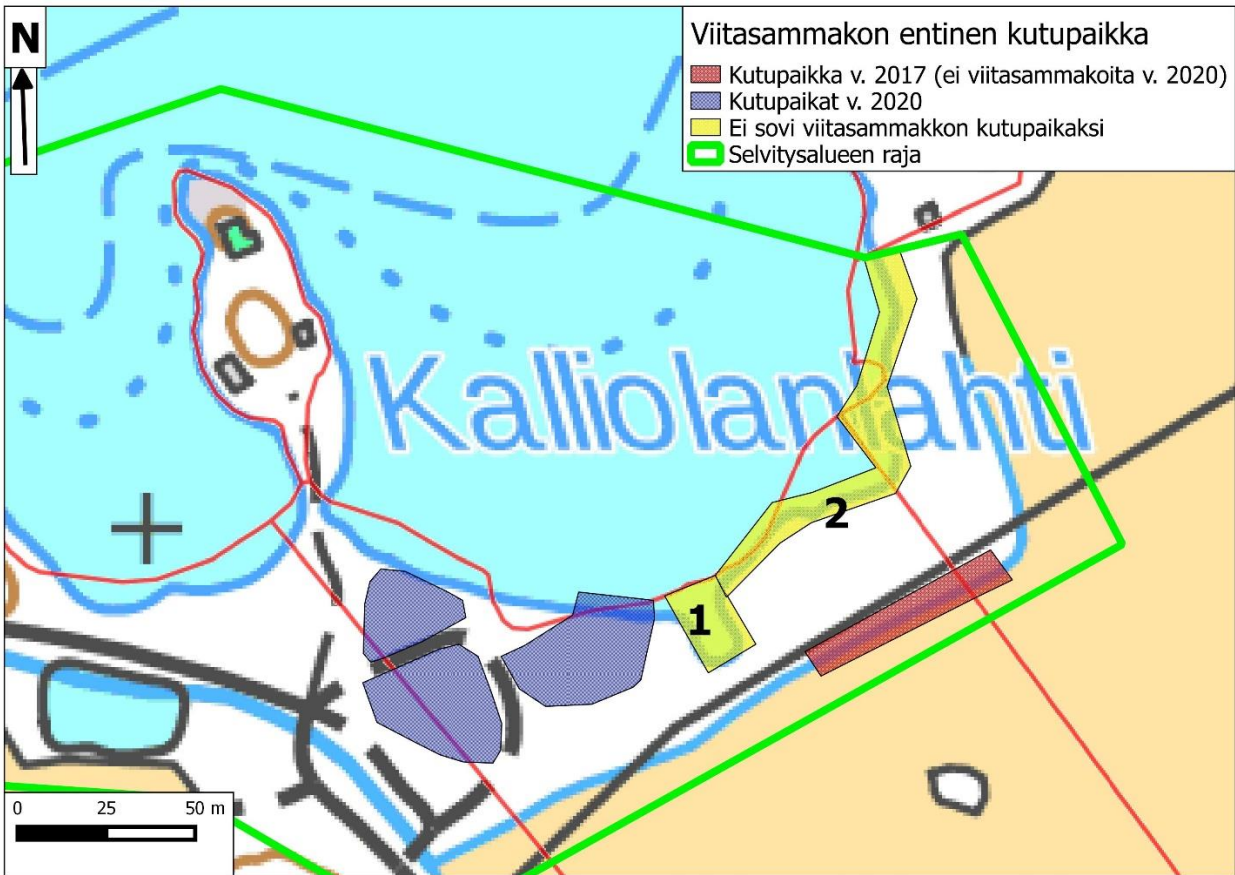 N
Viitasammakon entinen kutupaikka
Kutupaikka v. 2017 (ei viitasammakoita v. 2020)
Kutupaikat v. 2020
Ei sovi viitasammakkon kutupaikaksi
Selvitysalueen raja
Kalliolanlahti
2
1
0 25 50 m